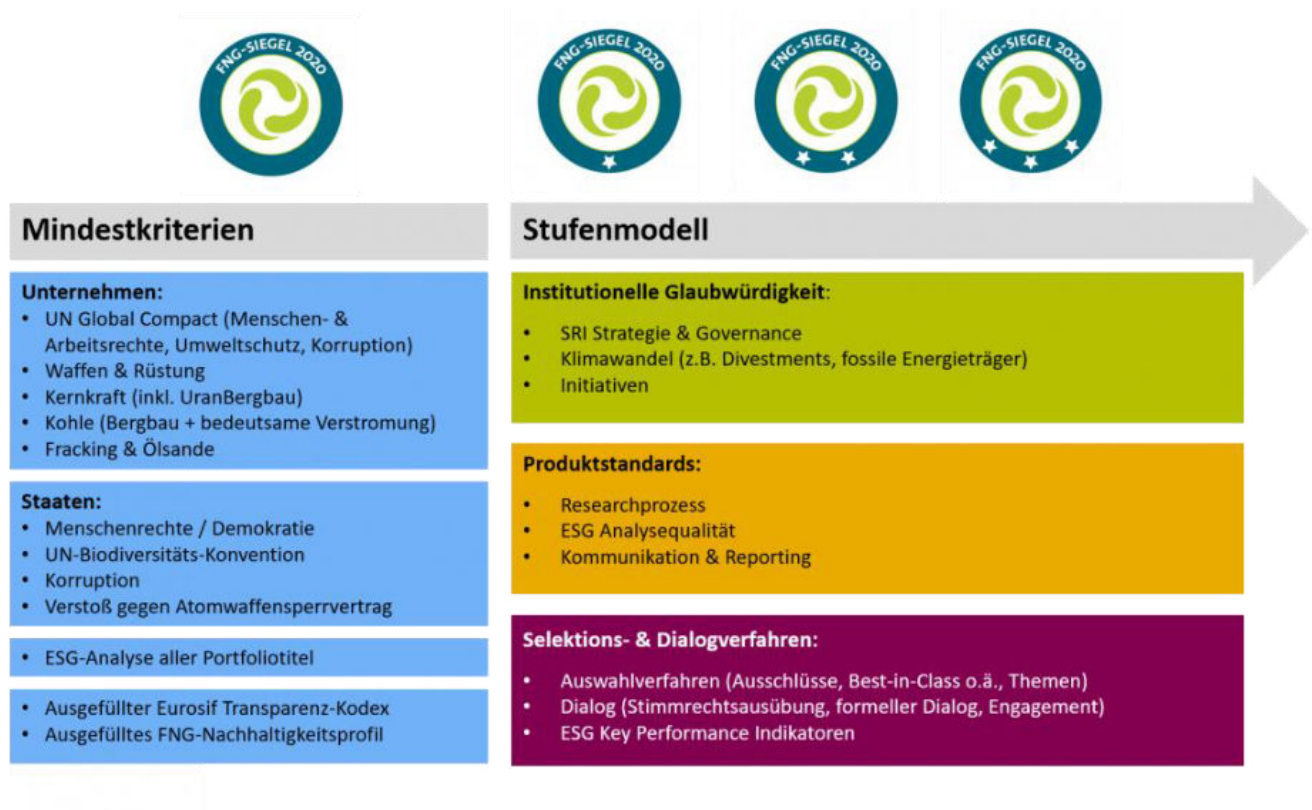 FNG-SIEGEL 2020
FNG-SIEGEL 2020
FNG-SIEGEL 2020
FNG-SIEGEL 2020
Mindestkriterien
Unternehmen:
• UN Global Compact (Menschen- &
Arbeitsrechte, Umweltschutz, Korruption)
• Waffen & Rüstung
• Kernkraft (inkl. UranBergbau)
• Kohle (Bergbau + bedeutsame Verstromung)
• Fracking & Ölsande
Staaten:
• Menschenrechte / Demokratie
• UN-Biodiversitäts-Konvention
• Korruption
• Verstoß gegen Atomwaffensperrvertrag
• ESG-Analyse aller Portfoliotitel
• Ausgefüllter Eurosif Transparenz-Kodex
• Ausgefülltes FNG-Nachhaltigkeitsprofil
Stufenmodell
Institutionelle Glaubwürdigkeit:
• SRI Strategie & Governance
• Klimawandel (z.B. Divestments, fossile Energieträger)
• Initiativen
Produktstandards:
• Researchprozess
• ESG Analysequalität
• Kommunikation & Reporting
Selektions- & Dialogverfahren:
• Auswahlverfahren (Ausschlüsse, Best-in-Class o.ä., Themen)
• Dialog (Stimmrechtsausübung, formeller Dialog, Engagement)
• ESG Key Performance Indikatoren